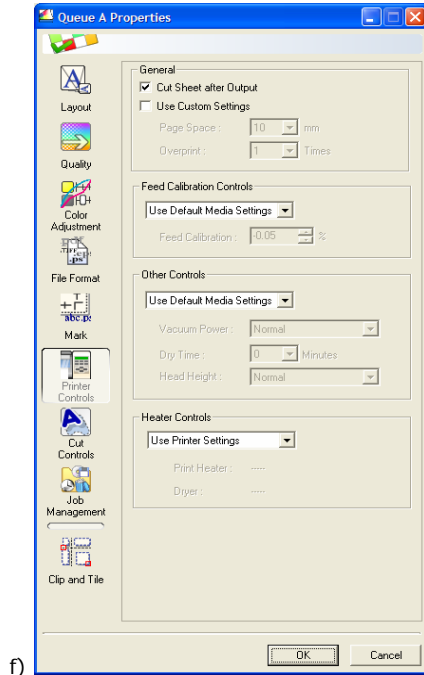 Queue A Properties
Layout
Quality
Color
Adjustment
File Format
Mark
Printer
Controls
Cut
Controls
Job
Management
Clip and Tile
General
Cut Sheet after Output
Use Custom Settings
Page Space : 10 mm
Overprint : 1 Times
Feed Calibration Controls
Use Default Media Settings
Feed Calibration : -0.05 %
Other Controls
Use Default Media Settings
Vacuum Power : Normal
Dry Time : 0 Minutes
Head Height : Normal
Heater Controls
Use Printer Settings
Print Heater : -----
Dryer : -----
OK Cancel
f)